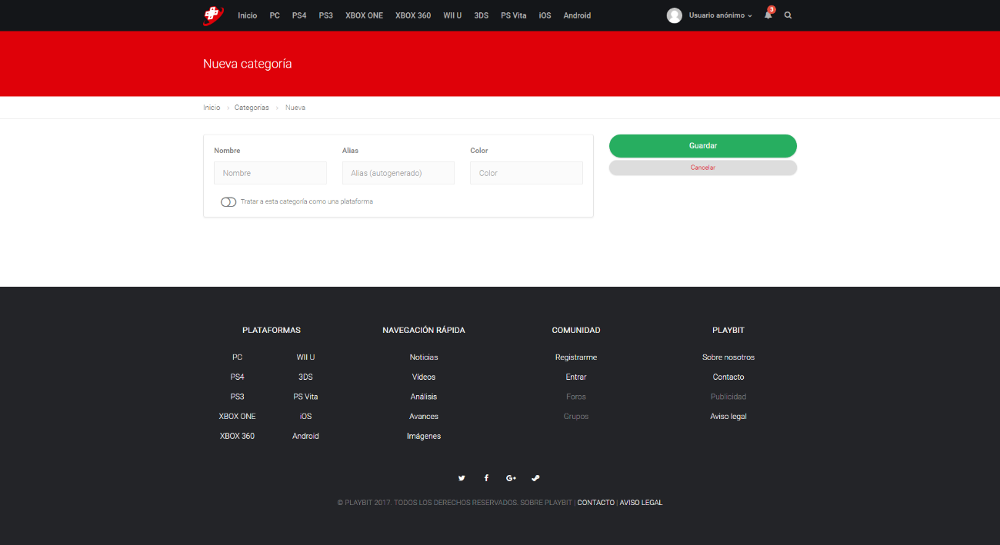 Inicio PC PS4 PS3 XBOX ONE XBOX 360 WII U 3DS PS Vita iOS Android Usuario anónimo 3
Nueva categoría
Inicio › Categorías › Nueva
Nombre Alias Color Guardar
Nombre Alias (autogenerado) Color Cancelar
Tratar a esta categoría como una plataforma
PLATAFORMAS NAVEGACIÓN RÁPIDA COMUNIDAD PLAYBIT
PC WII U Noticias Registrarme Sobre nosotros
PS4 3DS Vídeos Entrar Contacto
PS3 PS Vita Análisis Foros Publicidad
XBOX ONE iOS Avances Grupos Aviso legal
XBOX 360 Android Imágenes
© PLAYBIT 2017. TODOS LOS DERECHOS RESERVADOS. SOBRE PLAYBIT | CONTACTO | AVISO LEGAL